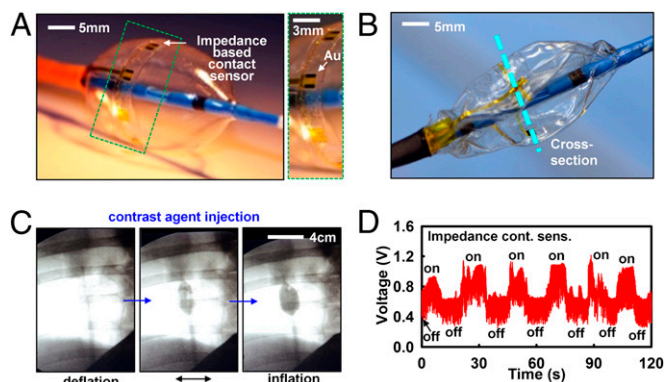 A
5mm
Impedance
based
contact
sensor
3mm
Au
B
5mm
Cross-
section
C
contrast agent injection
4cm
deflation
inflation
D
Impedance cont. sens.
Voltage (V)
1.6
1.2
0.8
0.4
0.0
on on on on on on
off off off off off off
0 30 60 90 120
Time (s)